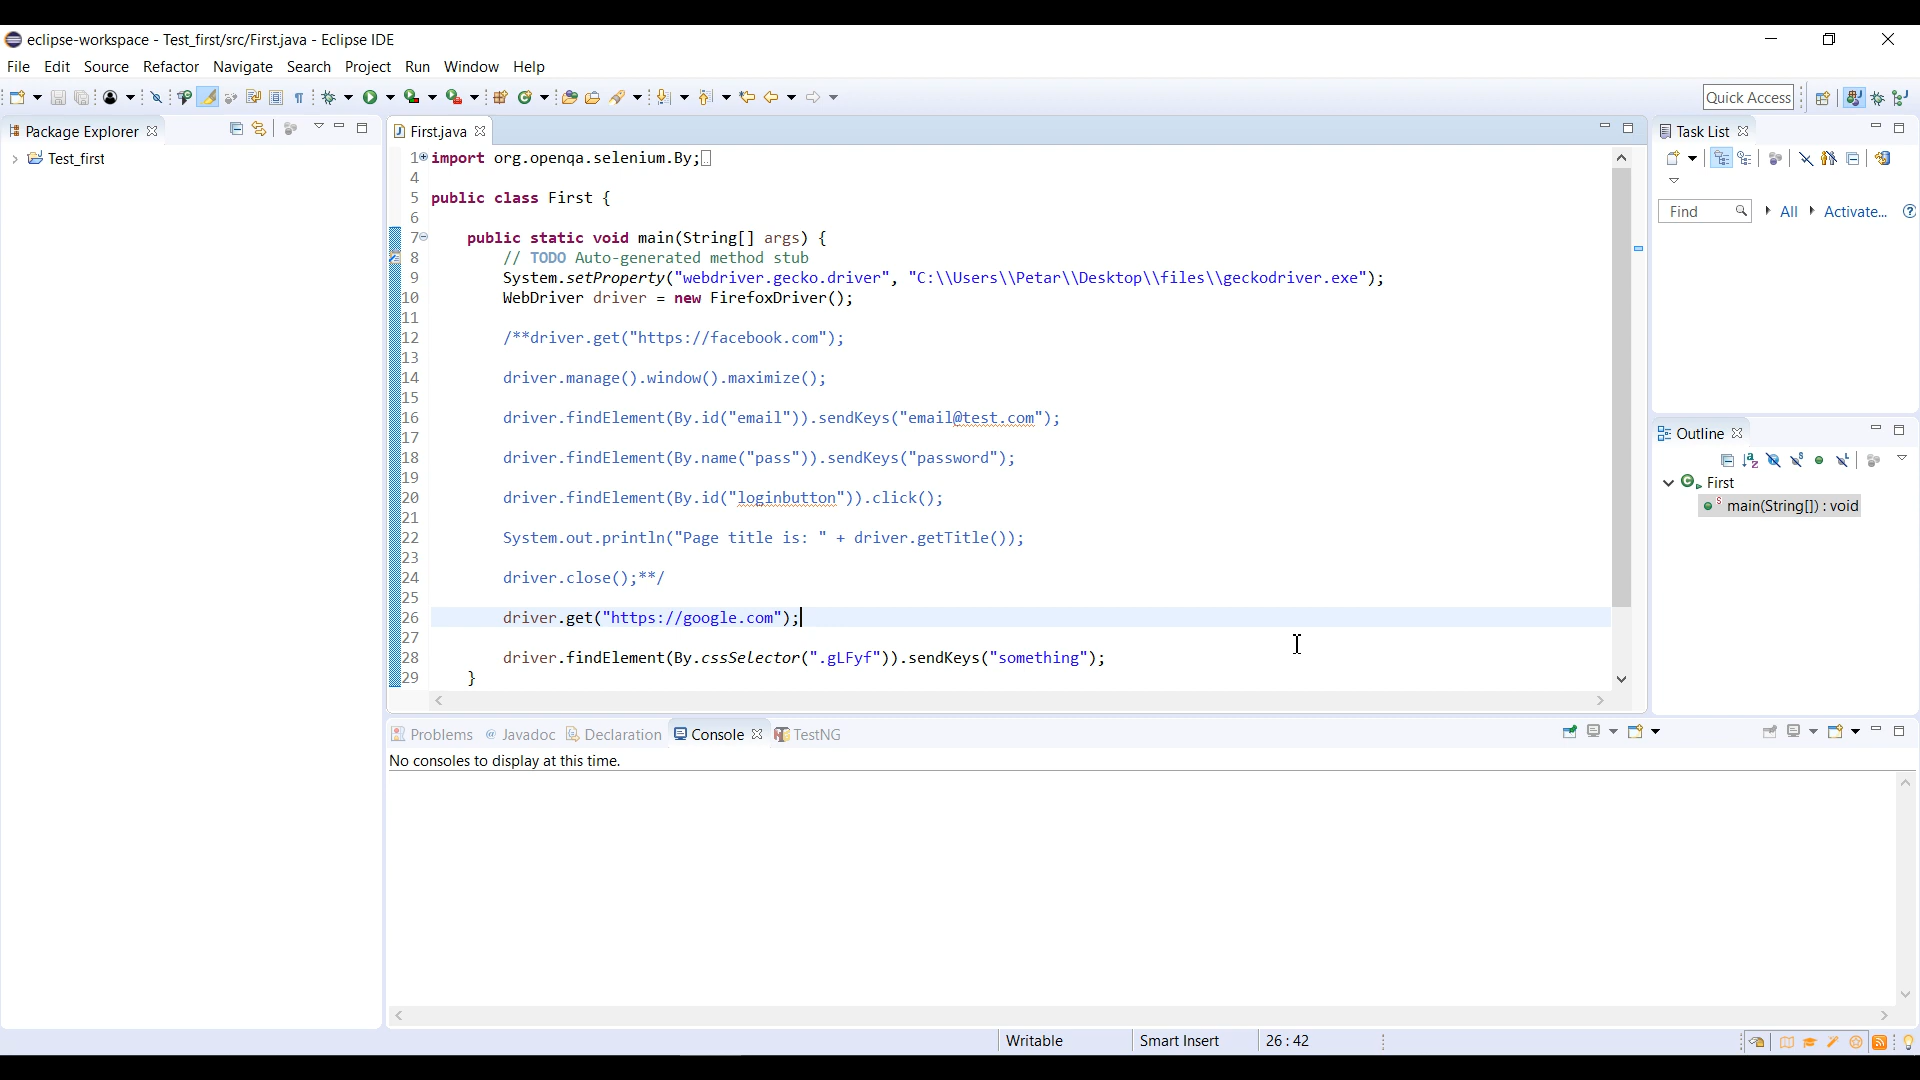 eclipse-workspace - Test_first/src/First.java - Eclipse IDE
File Edit Source Refactor Navigate Search Project Run Window Help
Quick Access
Package Explorer
Test_first
First.java
1 import org.openqa.selenium.By;
4
5 public class First {
6
7 public static void main(String[] args) {
8 // TODO Auto-generated method stub
9 System.setProperty("webdriver.gecko.driver", "C:\\Users\\Petar\\Desktop\\files\\geckodriver.exe");
10 WebDriver driver = new FirefoxDriver();
11
12 /**driver.get("https://facebook.com");
13
14 driver.manage().window().maximize();
15
16 driver.findElement(By.id("email")).sendKeys("email@test.com");
17
18 driver.findElement(By.name("pass")).sendKeys("password");
19
20 driver.findElement(By.id("loginbutton")).click();
21
22 System.out.println("Page title is: " + driver.getTitle());
23
24 driver.close();**/
25
26 driver.get("https://google.com");
27
28 driver.findElement(By.cssSelector(".gLFyf")).sendKeys("something");
29 }
Task List
Find All Activate...
Outline
First
main(String[]) : void
Problems @ Javadoc Declaration Console TestNG
No consoles to display at this time.
Writable Smart Insert 26 : 42